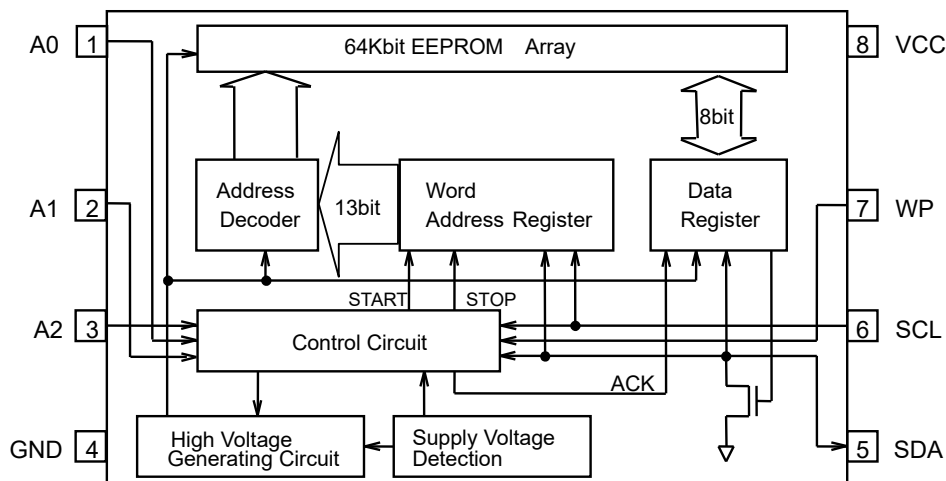 A0 1 64Kbit EEPROM Array 8 VCC
8bit
A1 2 Address Decoder 13bit Word Address Register Data Register 7 WP
START STOP
A2 3 Control Circuit 6 SCL
ACK
GND 4 High Voltage Generating Circuit Supply Voltage Detection 5 SDA